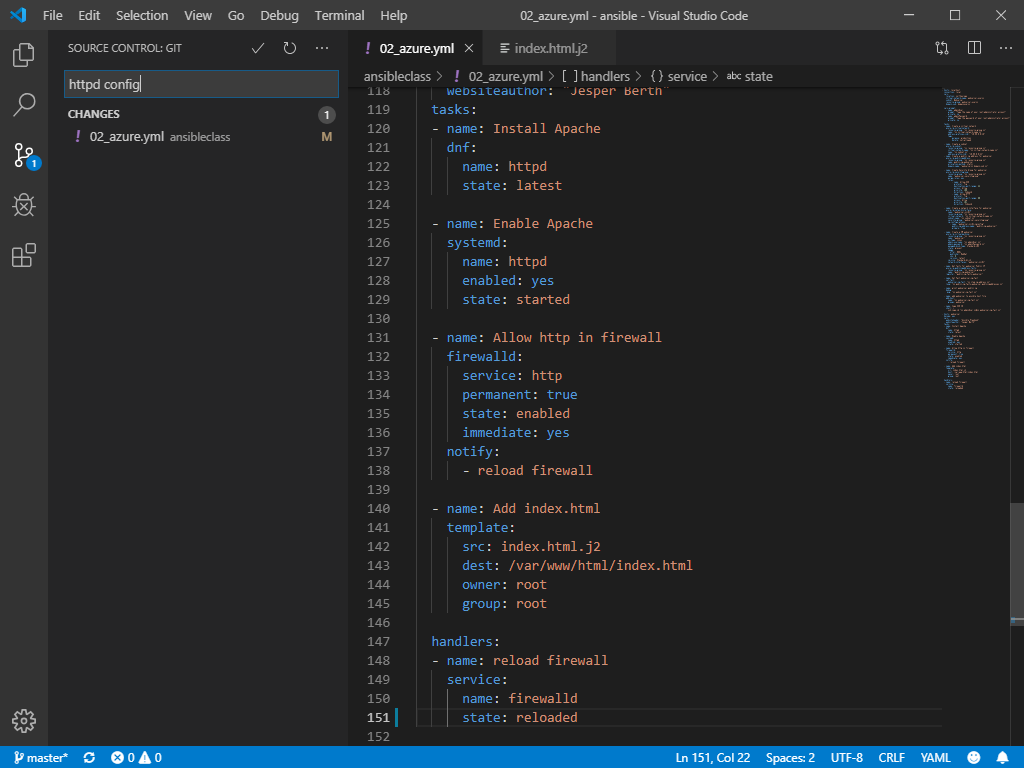 File Edit Selection View Go Debug Terminal Help 02_azure.yml - ansible - Visual Studio Code
SOURCE CONTROL: GIT
httpd config
CHANGES 1
! 02_azure.yml ansibleclass M
1
! 02_azure.yml × index.html.j2
ansibleclass > ! 02_azure.yml > [ ] handlers > { } service > abc state
118 websiteauthor: "Jesper Berth"
119 tasks:
120 - name: Install Apache
121 dnf:
122 name: httpd
123 state: latest
124
125 - name: Enable Apache
126 systemd:
127 name: httpd
128 enabled: yes
129 state: started
130
131 - name: Allow http in firewall
132 firewalld:
133 service: http
134 permanent: true
135 state: enabled
136 immediate: yes
137 notify:
138 - reload firewall
139
140 - name: Add index.html
141 template:
142 src: index.html.j2
143 dest: /var/www/html/index.html
144 owner: root
145 group: root
146
147 handlers:
148 - name: reload firewall
149 service:
150 name: firewalld
151 state: reloaded
152
master* 0 0 Ln 151, Col 22 Spaces: 2 UTF-8 CRLF YAML